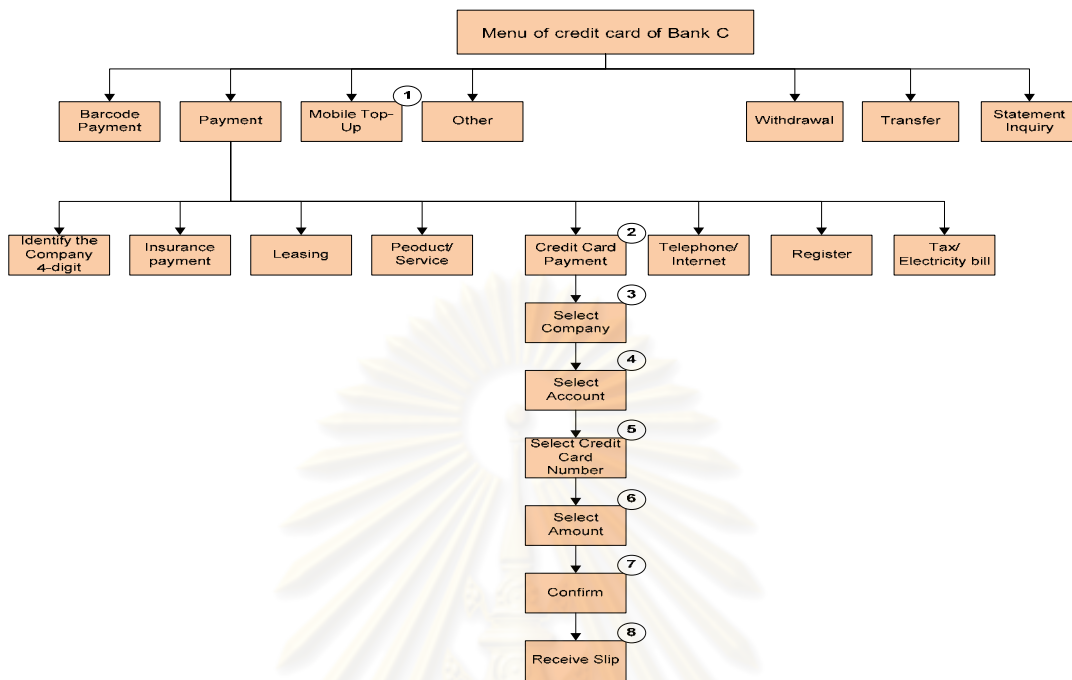 Menu of credit card of Bank C
1
Barcode
Payment
Payment
Mobile Top-
Up
Other
Withdrawal
Transfer
Statement
Inquiry
2
Identify the
Company
4-digit
Insurance
payment
Leasing
Peoduct/
Service
Credit Card
Payment
Telephone/
Internet
Register
Tax/
Electricity bill
3
Select
Company
4
Select
Account
5
Select Credit
Card
Number
6
Select
Amount
7
Confirm
8
Receive Slip